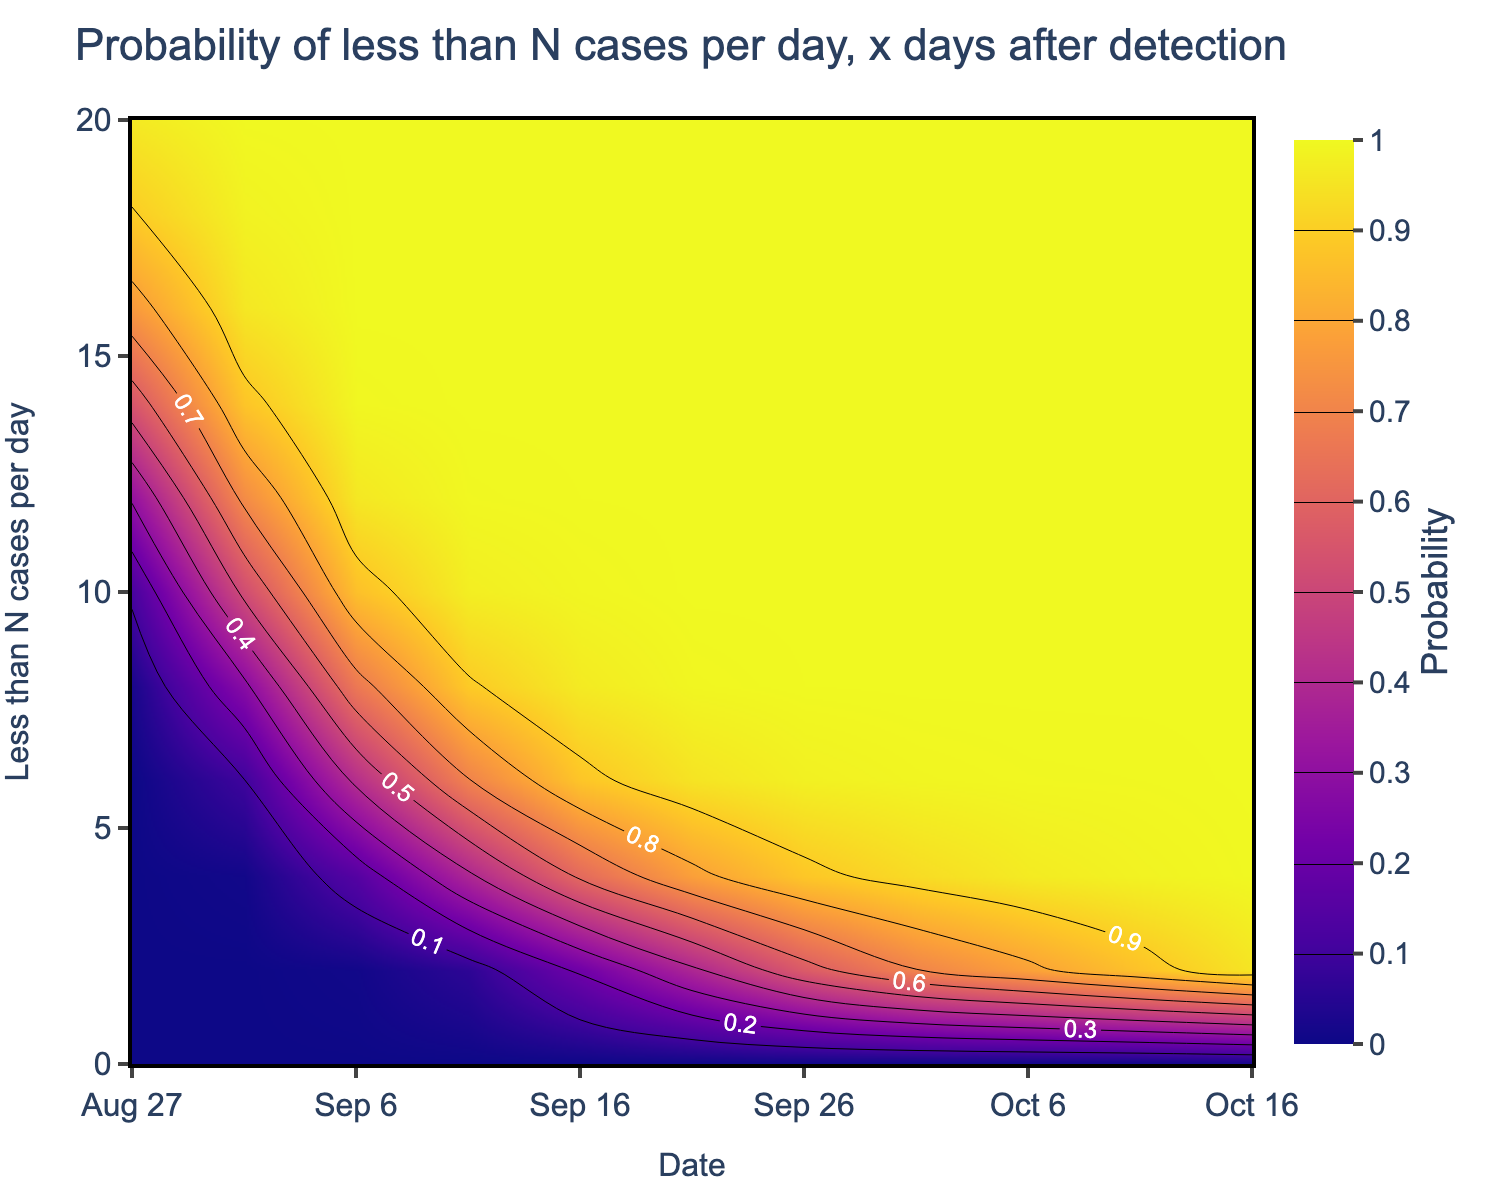 Probability of less than N cases per day, x days after detection
20
15
10
5
0
Less than N cases per day
0.7
0.4
0.5
0.8
0.1
0.9
0.6
0.2
0.3
Aug 27
Sep 6
Sep 16
Sep 26
Oct 6
Oct 16
Date
1
0.9
0.8
0.7
0.6
0.5
0.4
0.3
0.2
0.1
0
Probability